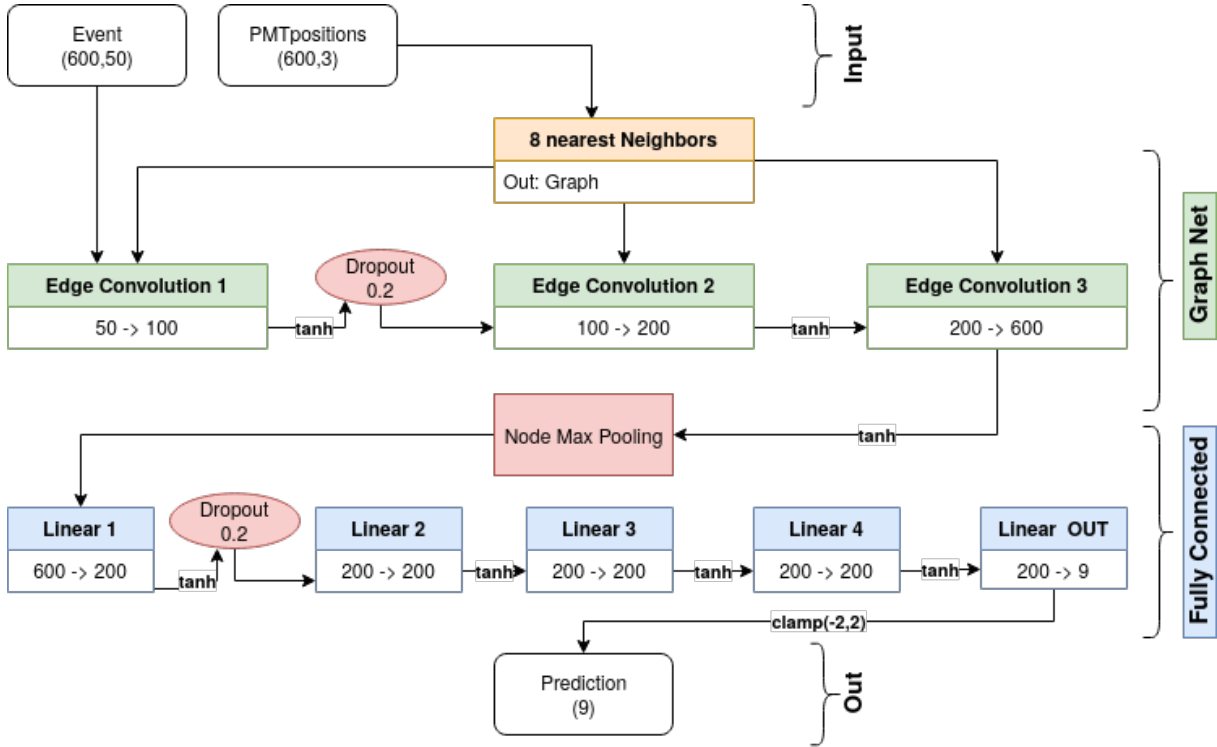 Event
(600,50)
PMTpositions
(600,3)
Input
8 nearest Neighbors
Out: Graph
Graph Net
Edge Convolution 1
50 -> 100
tanh
Dropout
0.2
Edge Convolution 2
100 -> 200
tanh
Edge Convolution 3
200 -> 600
tanh
Node Max Pooling
Fully Connected
Linear 1
600 -> 200
tanh
Dropout
0.2
Linear 2
200 -> 200
tanh
Linear 3
200 -> 200
tanh
Linear 4
200 -> 200
tanh
Linear OUT
200 -> 9
clamp(-2,2)
Prediction
(9)
Out